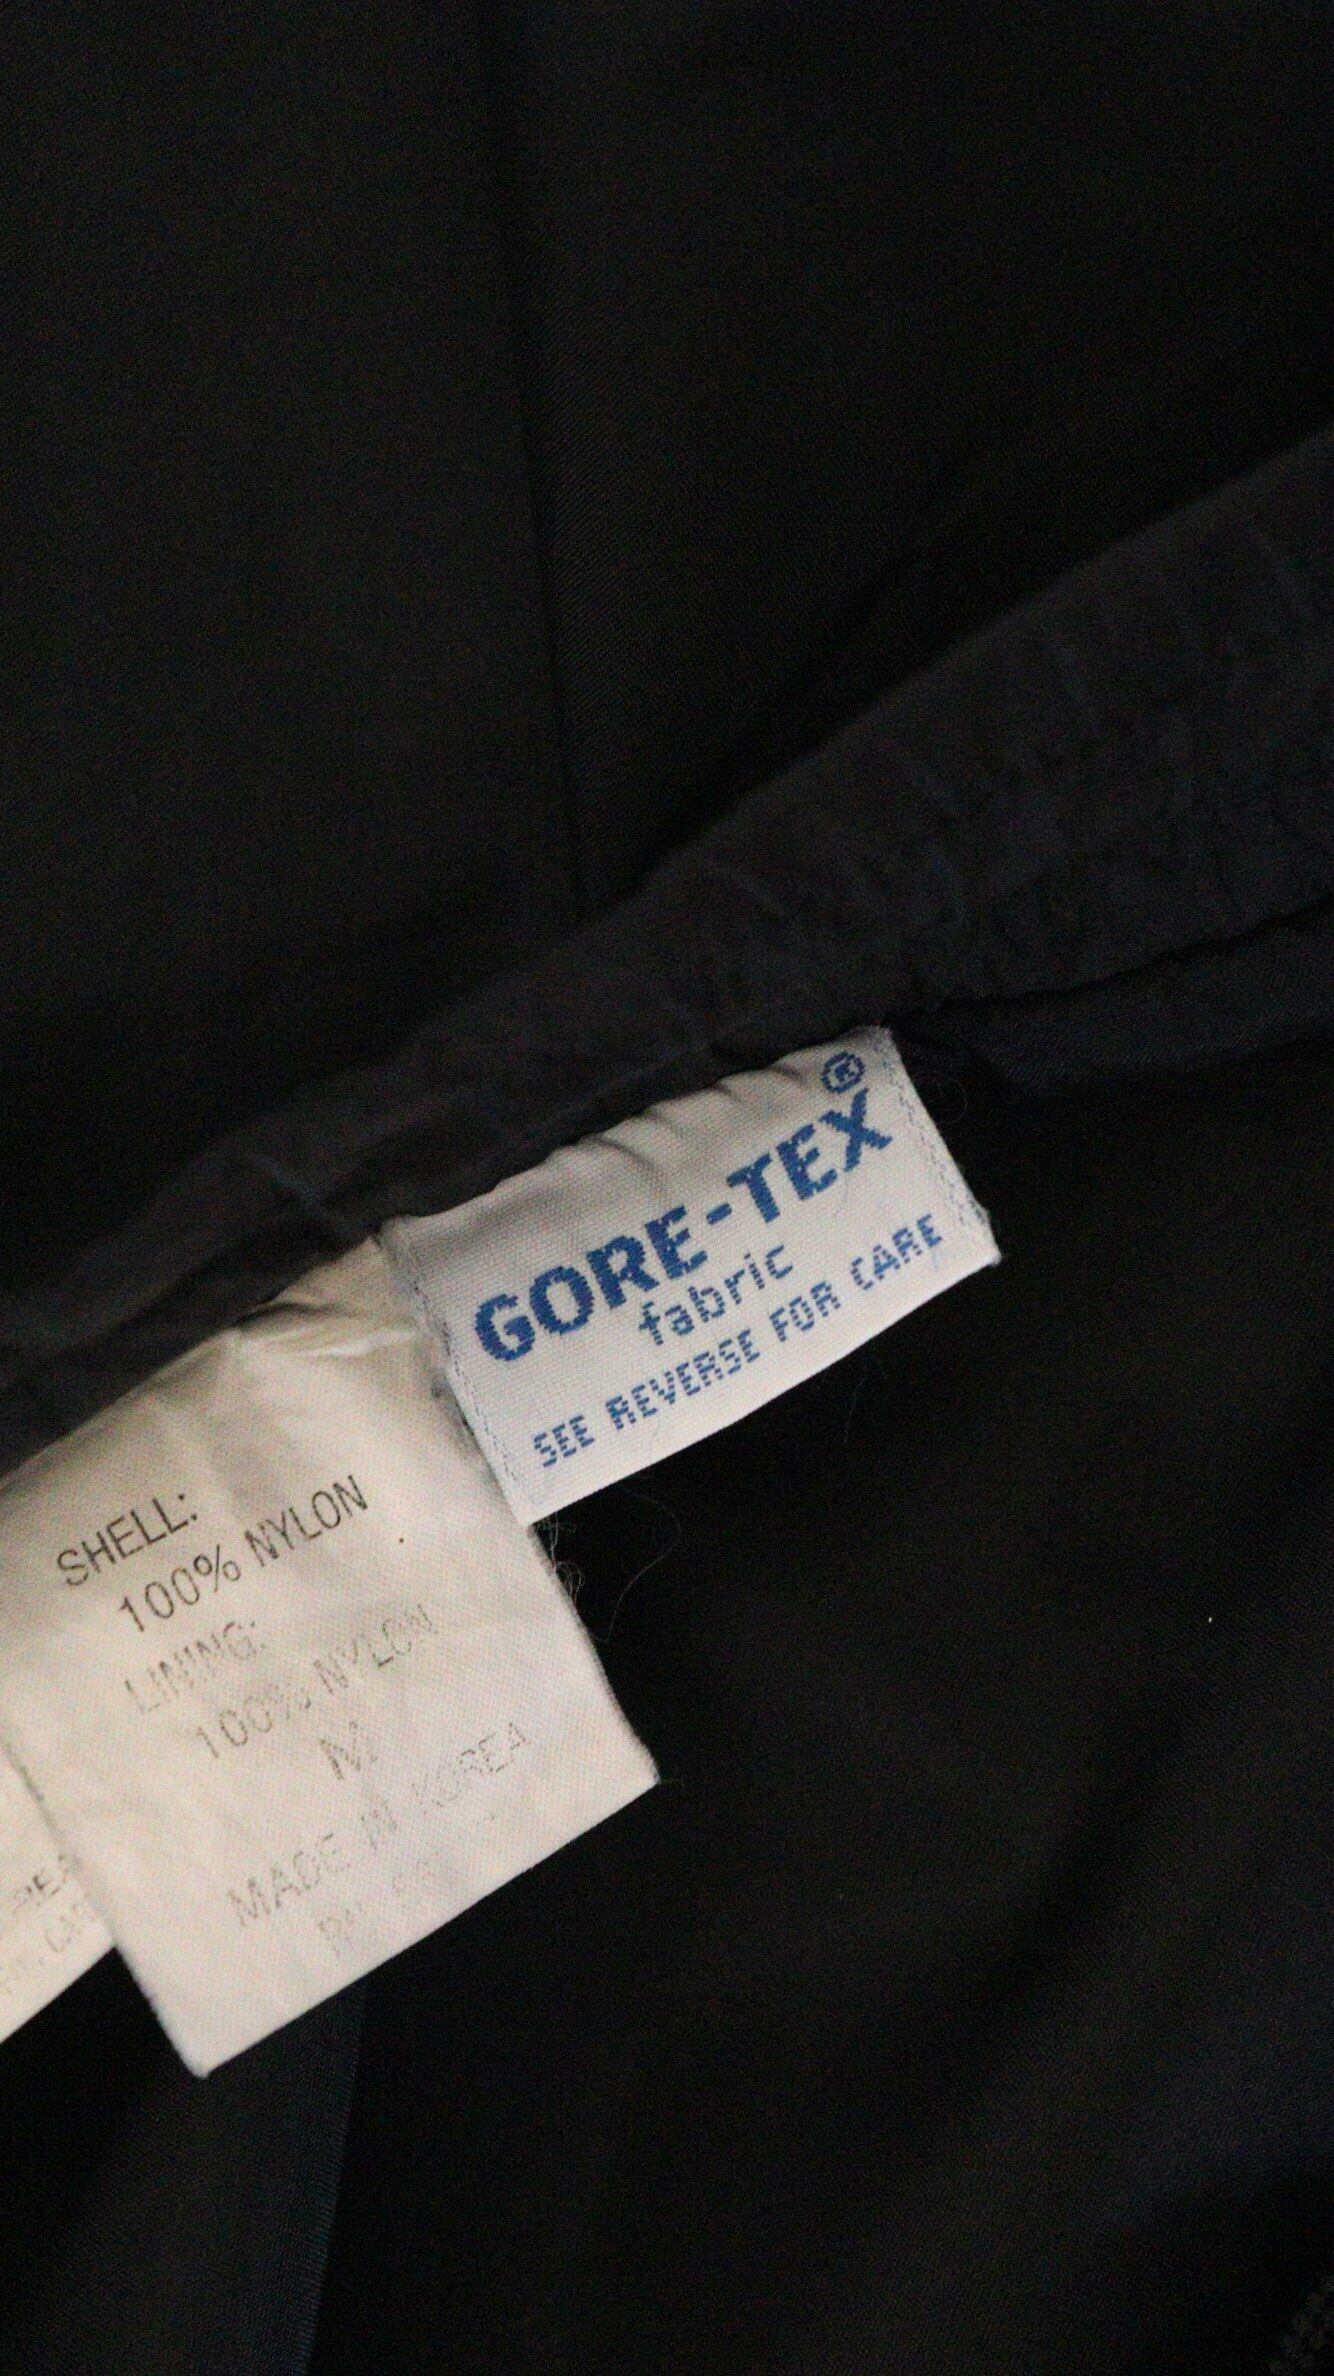 GORE-TEX®
fabric
SEE REVERSE FOR CARE
SHELL:
100% NYLON
LINING:
100% NYLON
M
MADE IN KOREA